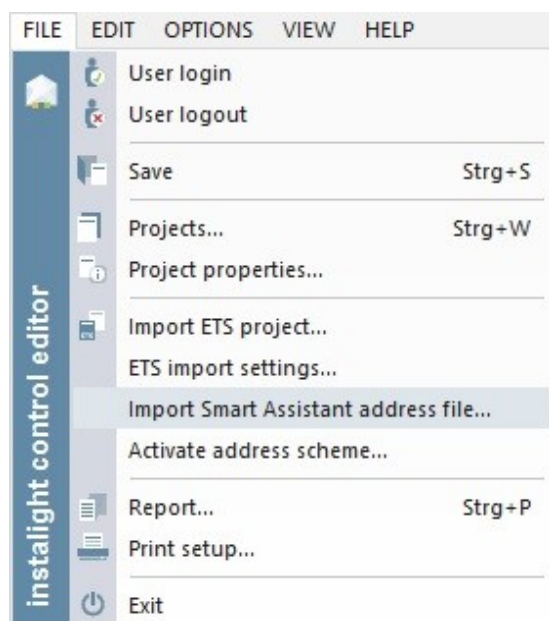 FILE EDIT OPTIONS VIEW HELP
User login
User logout
Save Strg+S
Projects... Strg+W
Project properties...
Import ETS project...
ETS import settings...
Import Smart Assistant address file...
Activate address scheme...
Report... Strg+P
Print setup...
Exit
instalight control editor